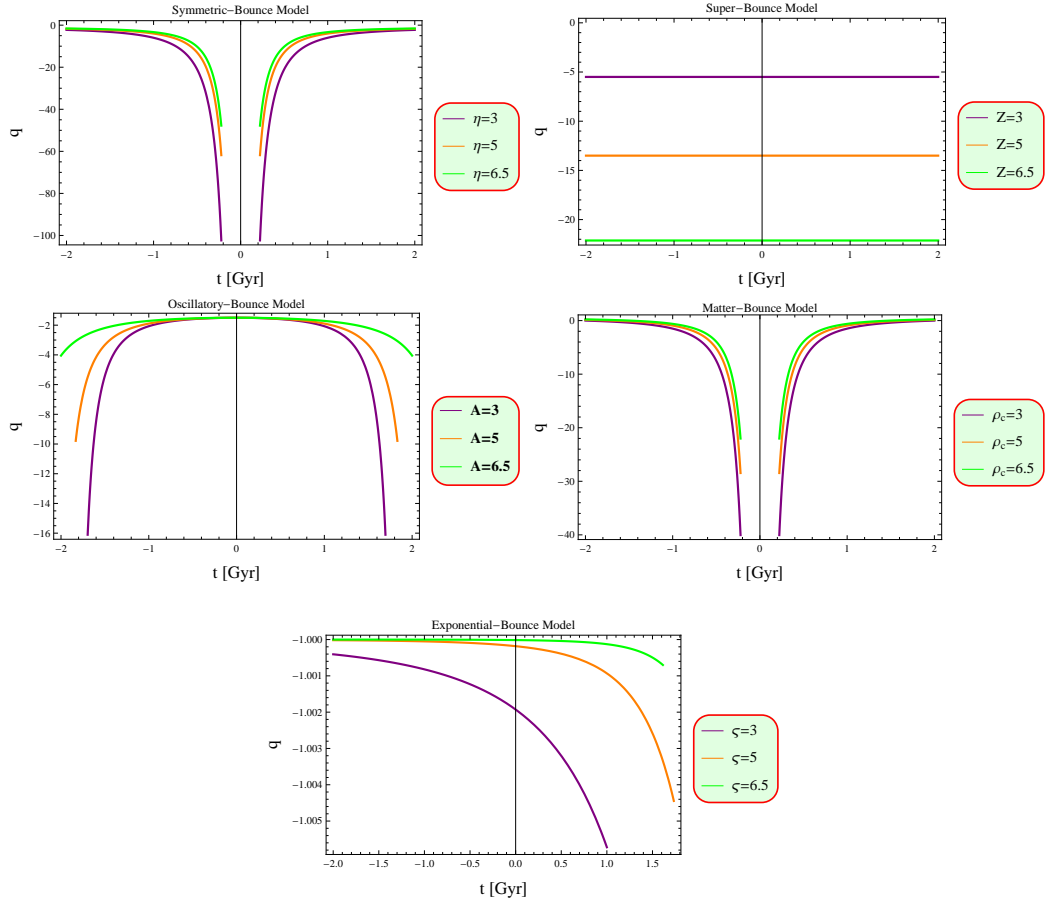 Symmetric-Bounce Model
0
-20
-40
-60
-80
-100
q
-2 -1 0 1 2
t [Gyr]
η=3
η=5
η=6.5
Super-Bounce Model
0
-5
-10
-15
-20
q
-2 -1 0 1 2
t [Gyr]
Z=3
Z=5
Z=6.5
Oscillatory-Bounce Model
-2
-4
-6
-8
-10
-12
-14
-16
q
-2 -1 0 1 2
t [Gyr]
A=3
A=5
A=6.5
Matter-Bounce Model
0
-10
-20
-30
-40
q
-2 -1 0 1 2
t [Gyr]
ρc=3
ρc=5
ρc=6.5
Exponential-Bounce Model
-1.000
-1.001
-1.002
-1.003
-1.004
-1.005
q
-2.0 -1.5 -1.0 -0.5 0.0 0.5 1.0 1.5
t [Gyr]
ς=3
ς=5
ς=6.5